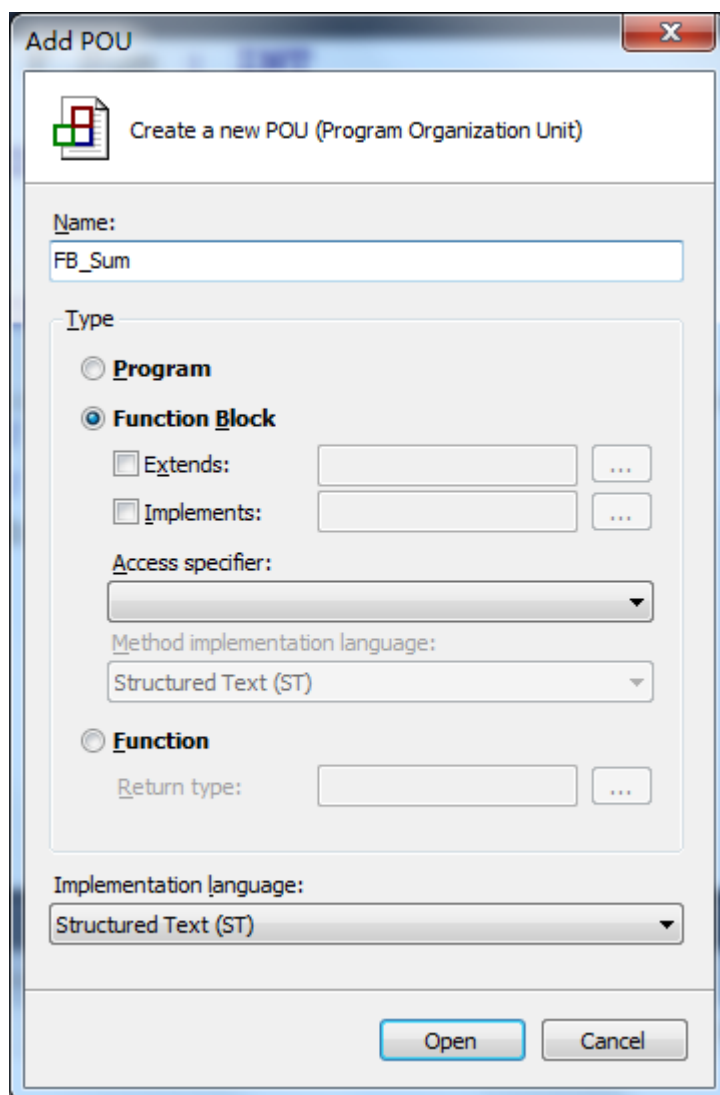 Add POU
Create a new POU (Program Organization Unit)
Name:
FB_Sum
Type
Program
Function Block
Extends:
...
Implements:
...
Access specifier:
Method implementation language:
Structured Text (ST)
Function
Return type:
...
Implementation language:
Structured Text (ST)
Open Cancel